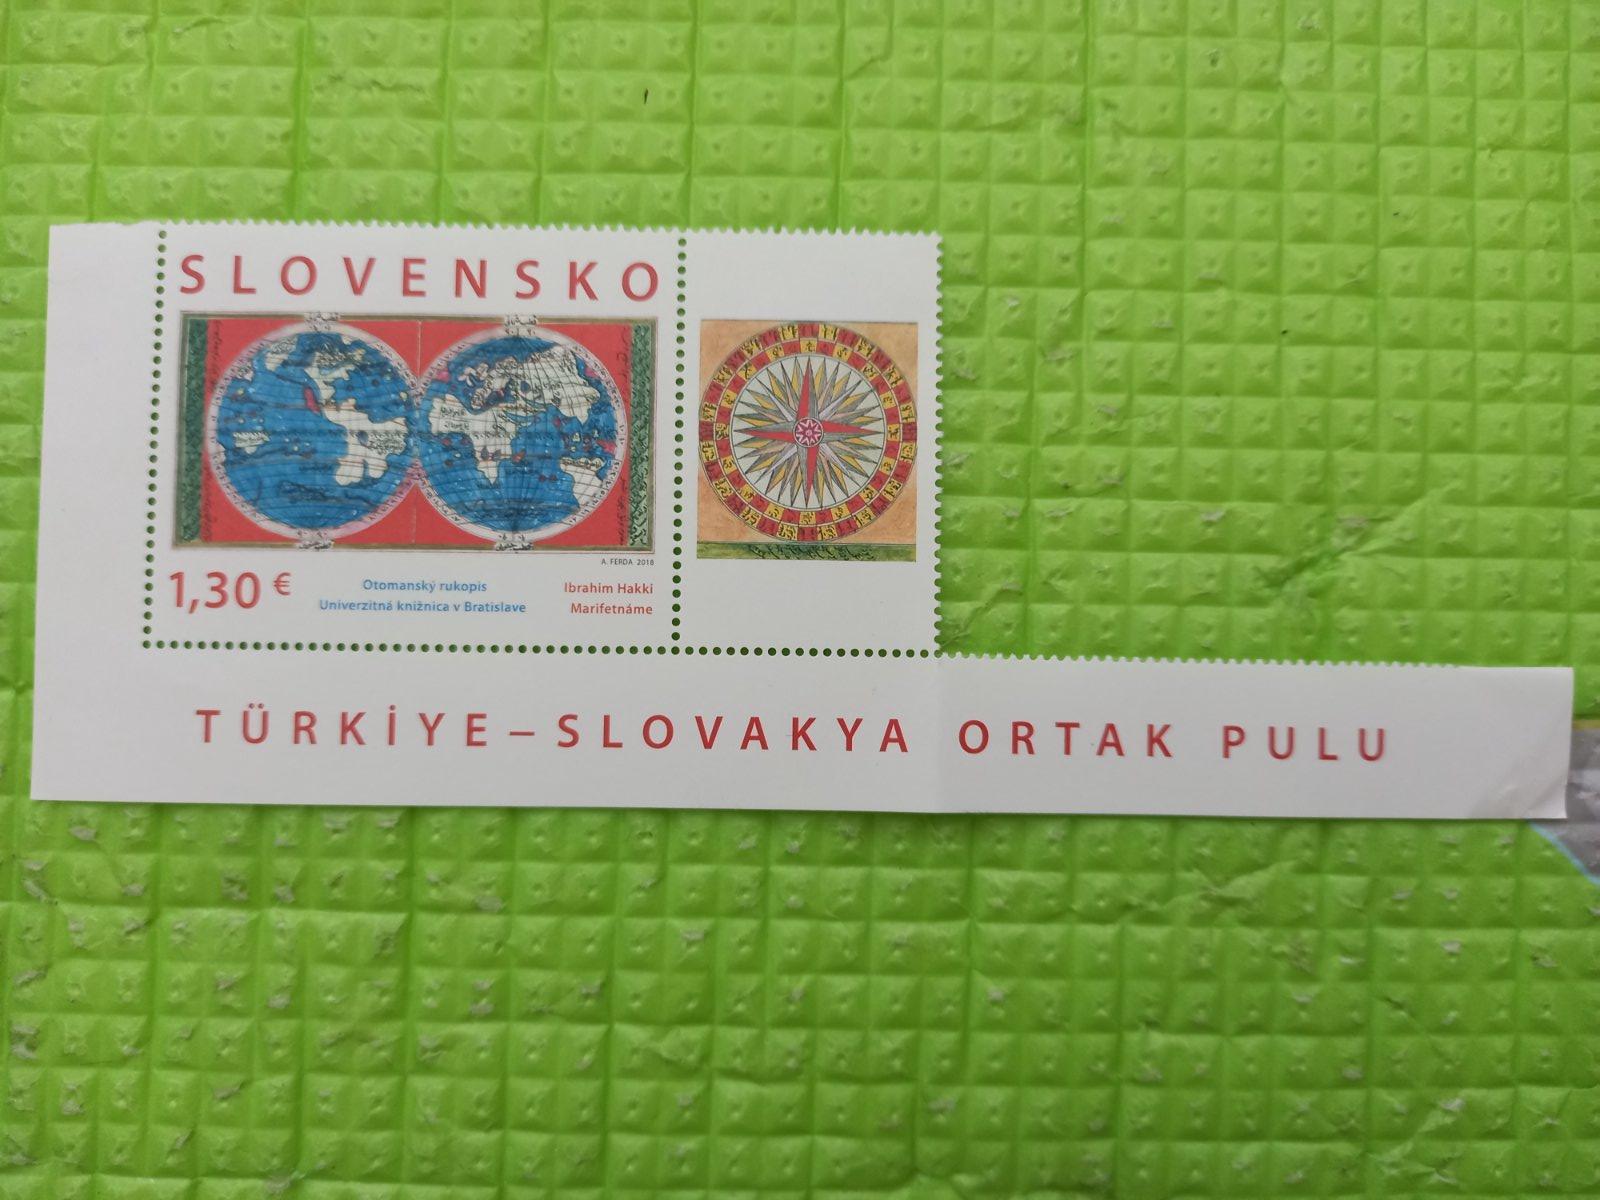 SLOVENSKO
A. FERDA 2018
1,30 €
Otomanský rukopis
Univerzitná knižnica v Bratislave
Ibrahim Hakki
Marifetnáme
TÜRKİYE – SLOVAKYA ORTAK PULU